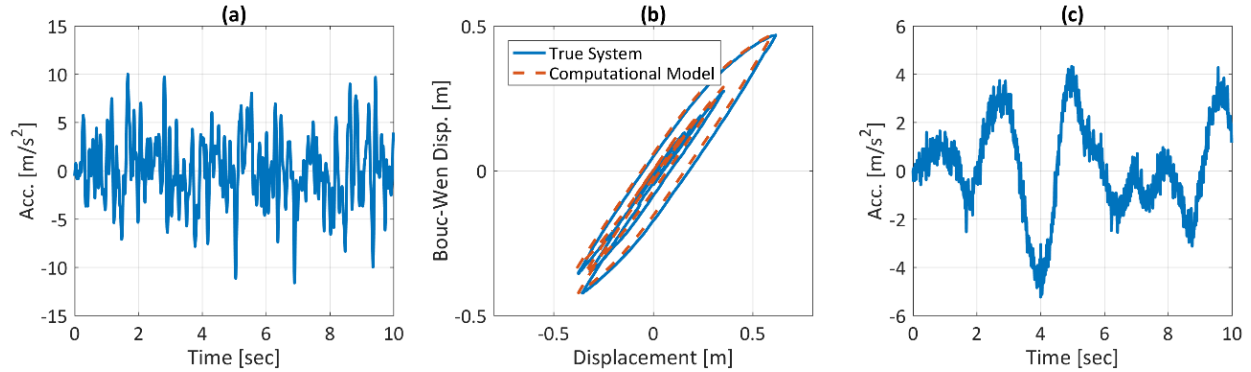 (a)
15
10
5
0
-5
-10
-15
0 2 4 6 8 10
Acc. [m/s²]
Time [sec]
(b)
0.5
0
-0.5
-0.5 0 0.5
Bouc-Wen Disp. [m]
Displacement [m]
True System
Computational Model
(c)
6
4
2
0
-2
-4
-6
0 2 4 6 8 10
Acc. [m/s²]
Time [sec]